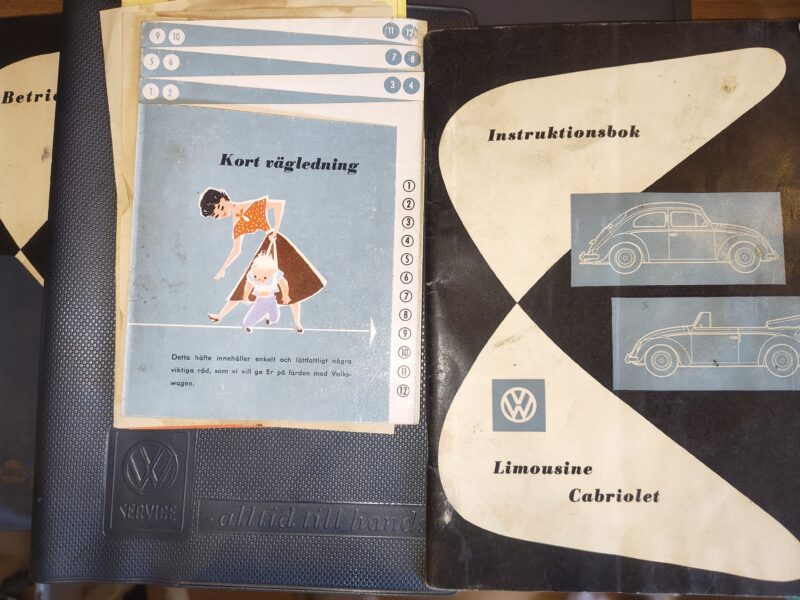 Betrie
9 10 11 12
5 6 7 8
1 2 3 4
Kort vägledning
1
2
3
4
5
6
7
8
9
10
11
12
Detta häfte innehåller enkelt och lättfattligt några
viktiga råd, som vi vill ge Er på färden med Volks-
wagen.
VW
SERVICE
- alltid till hands
Instruktionsbok
VW
Limousine
Cabriolet